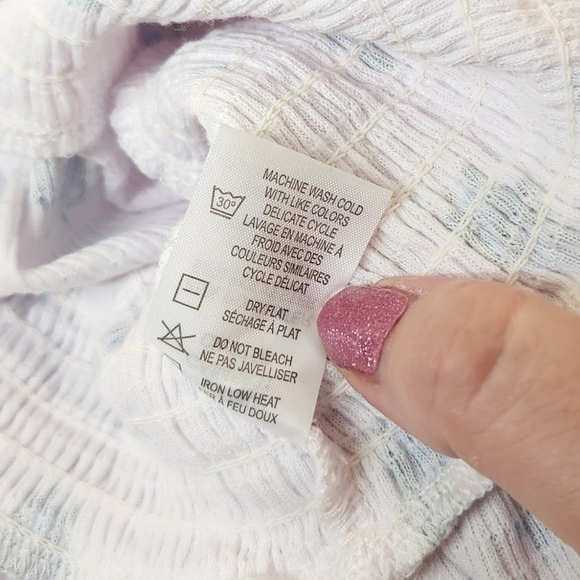 30°
MACHINE WASH COLD
WITH LIKE COLORS
DELICATE CYCLE
LAVAGE EN MACHINE À
FROID AVEC DES
COULEURS SIMILAIRES
CYCLE DÉLICAT
DRY FLAT
SÉCHAGE À PLAT
DO NOT BLEACH
NE PAS JAVELLISER
IRON LOW HEAT
À FEU DOUX